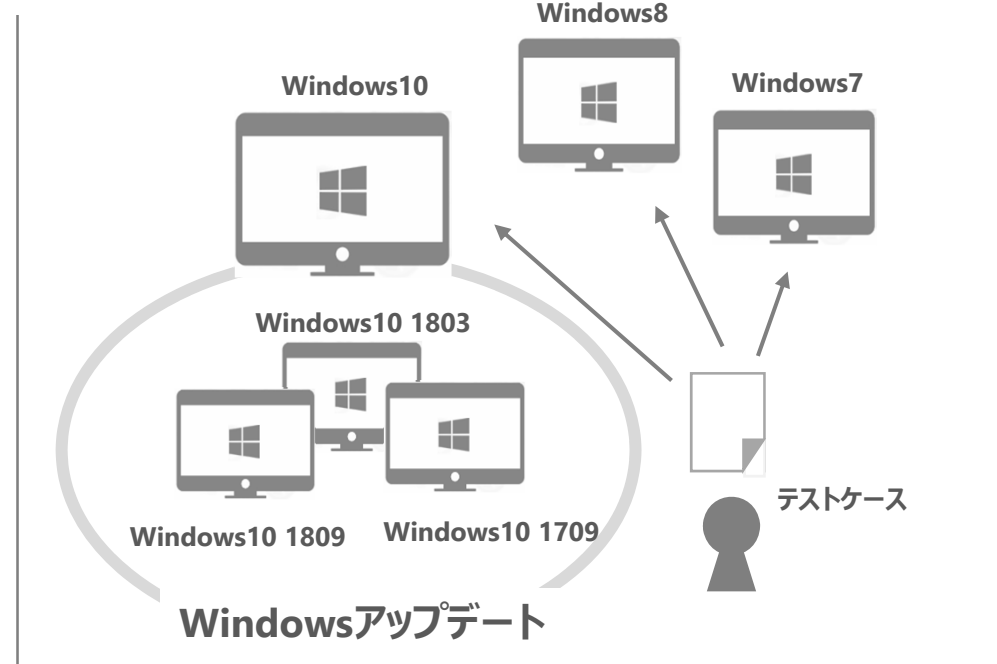 Windows8
Windows10
Windows7
Windows10 1803
テストケース
Windows10 1809
Windows10 1709
Windowsアップデート